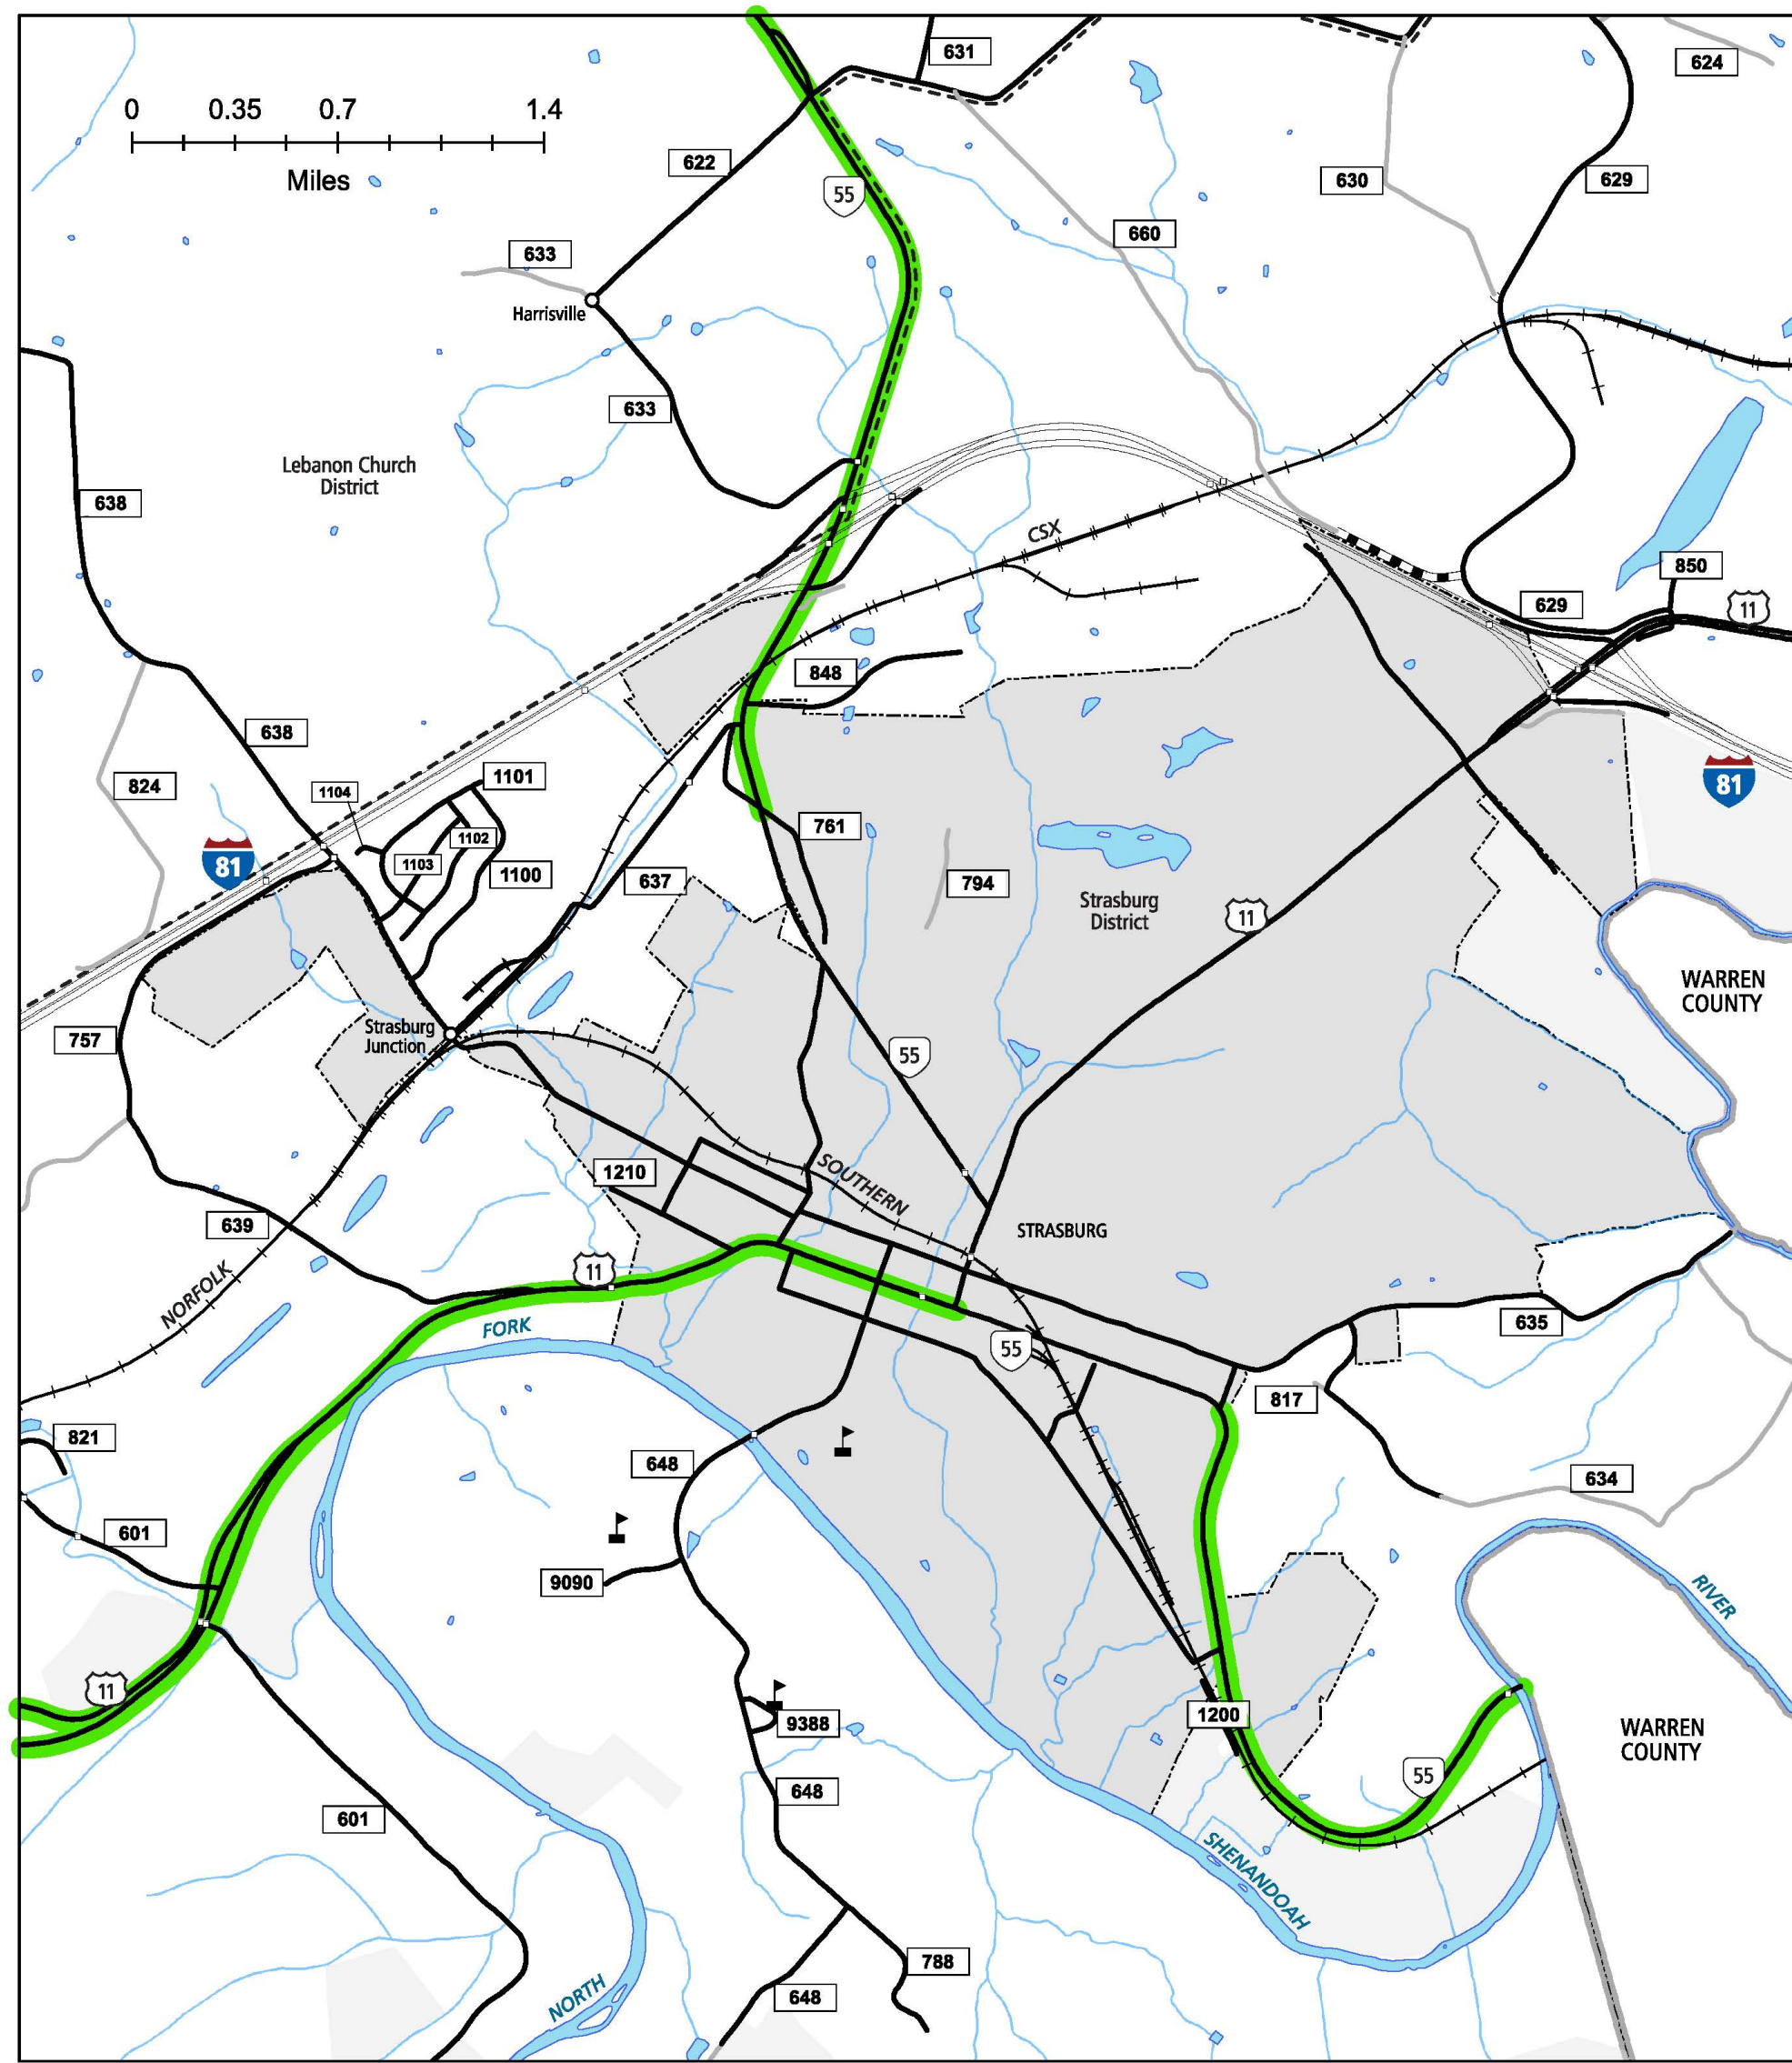 631
624
0 0.35 0.7 1.4
Miles
622
55
630
629
660
633
Harrisville
633
Lebanon Church
District
638
CSX
850
629
11
848
638
81
824
1104
1101
1102
1103
1100
81
761
637
794
Strasburg
District
11
WARREN
COUNTY
757
Strasburg
Junction
55
1210
SOUTHERN
639
STRASBURG
11
NORFOLK
FORK
635
55
817
821
648
634
601
9090
RIVER
11
1200
9388
WARREN
COUNTY
55
648
601
SHENANDOAH
788
NORTH
648